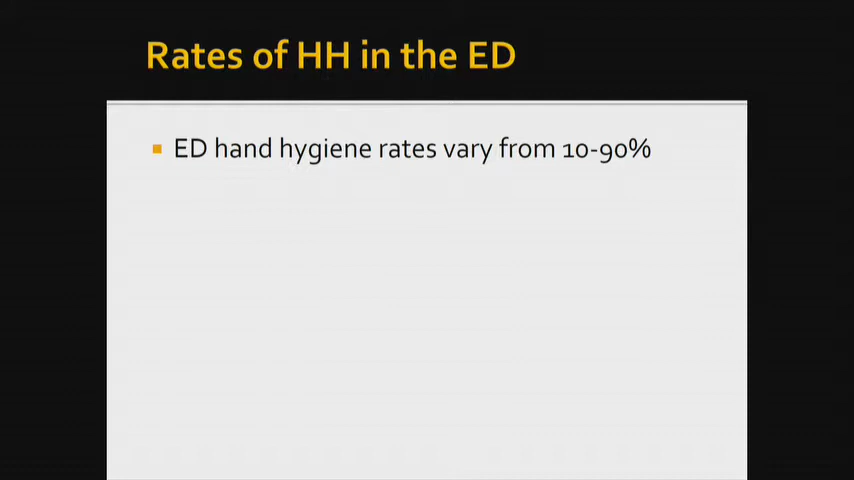 Rates of HH in the ED
ED hand hygiene rates vary from 10-90%